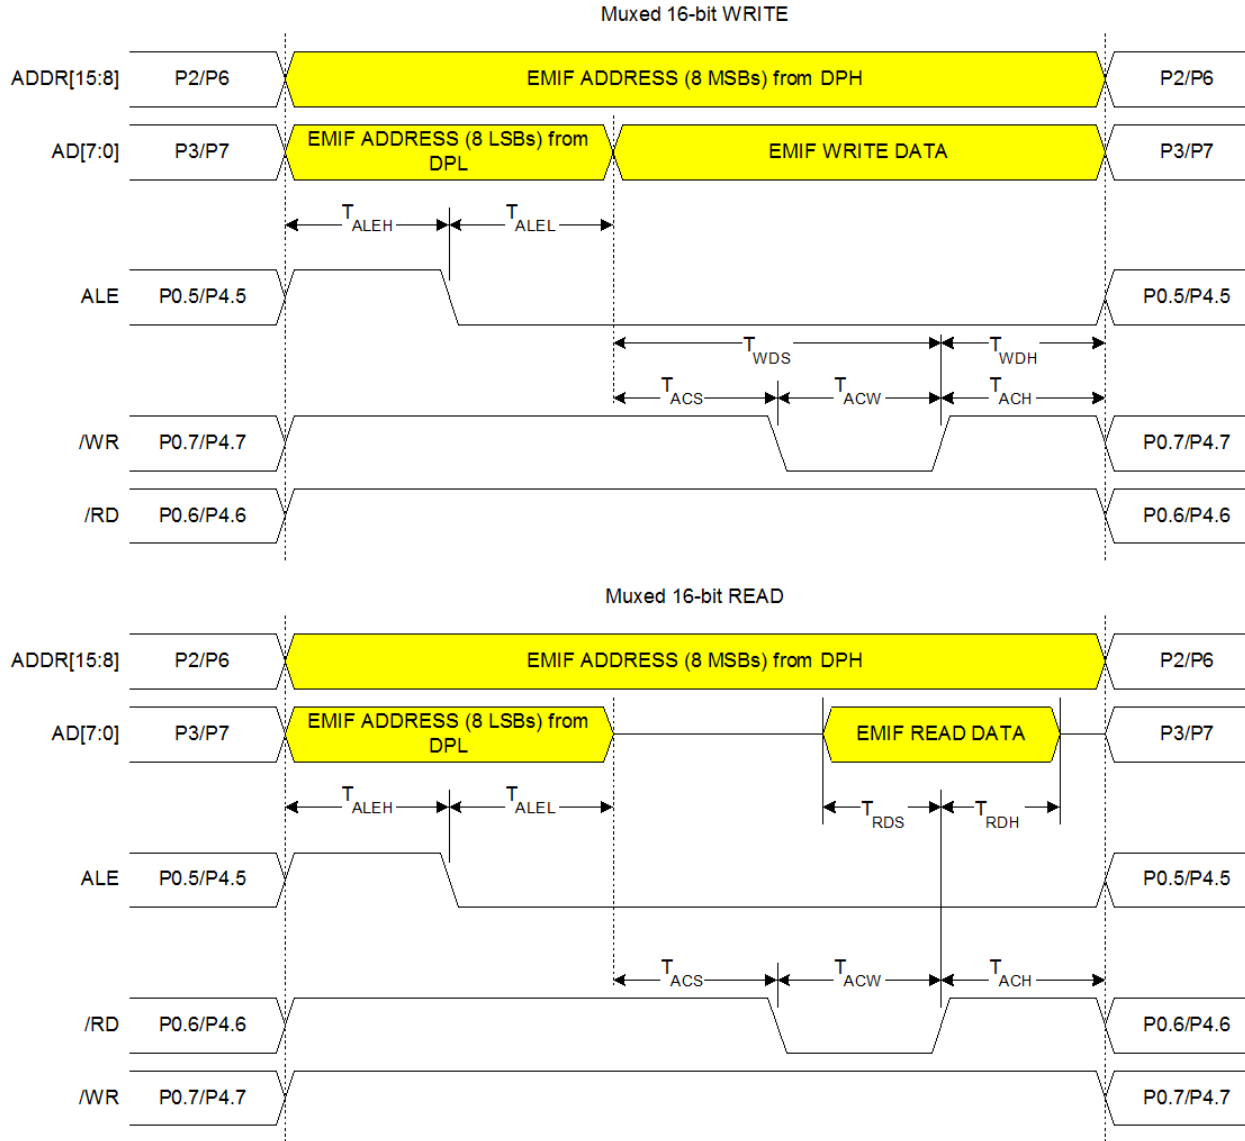 Muxed 16-bit WRITE
ADDR[15:8] P2/P6 EMIF ADDRESS (8 MSBs) from DPH P2/P6
AD[7:0] P3/P7 EMIF ADDRESS (8 LSBs) from DPL EMIF WRITE DATA P3/P7
TALEH TALEL
ALE P0.5/P4.5 P0.5/P4.5
TWDS TWDH
TACS TACW TACH
/WR P0.7/P4.7 P0.7/P4.7
/RD P0.6/P4.6 P0.6/P4.6
Muxed 16-bit READ
ADDR[15:8] P2/P6 EMIF ADDRESS (8 MSBs) from DPH P2/P6
AD[7:0] P3/P7 EMIF ADDRESS (8 LSBs) from DPL EMIF READ DATA P3/P7
TALEH TALEL TRDS TRDH
ALE P0.5/P4.5 P0.5/P4.5
TACS TACW TACH
/RD P0.6/P4.6 P0.6/P4.6
/WR P0.7/P4.7 P0.7/P4.7